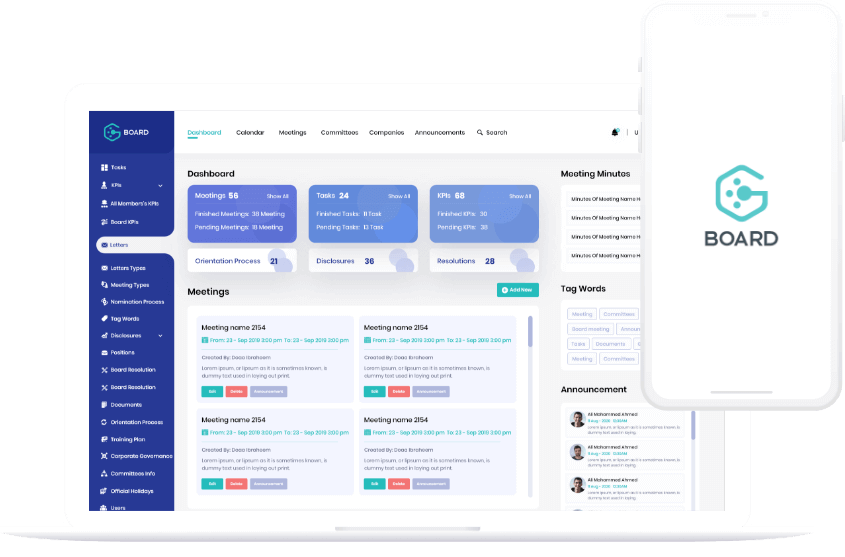 BOARD
Dashboard
Calendar
Meetings
Committees
Companies
Announcements
Search
U
Tasks
KPIs
All Members's KPIs
Board KPIs
Letters
Letters Types
Meeting Types
Nomination Process
Tag Words
Disclosures
Positions
Board Resolution
Board Resolution
Documents
Orientation Process
Training Plan
Corporate Governance
Committees Info
Official Holidays
Users
Dashboard
Meetings 56 Show All
Finished Meetings: 38 Meeting
Pending Meetings: 18 Meeting
Tasks 24 Show All
Finished Tasks: 11 Task
Pending Tasks: 13 Task
KPIs 68 Show All
Finished KPIs: 30
Pending KPIs: 30
Orientation Process 21
Disclosures 36
Resolutions 28
Meetings
Add New
Meeting name 2154
From: 23 - Sep 2019 3:00 pm To: 23 - Sep 2019 3:00 pm
Created By: Doaa Ibraheem
Lorem ipsum, or lipsum as it is sometimes known, is
dummy text used in laying out print.
Edit Delete Announcement
Meeting name 2154
From: 23 - Sep 2019 3:00 pm To: 23 - Sep 2019 3:00 pm
Created By: Doaa Ibraheem
Lorem ipsum, or lipsum as it is sometimes known, is
dummy text used in laying out print.
Edit Delete Announcement
Meeting name 2154
From: 23 - Sep 2019 3:00 pm To: 23 - Sep 2019 3:00 pm
Created By: Doaa Ibraheem
Lorem ipsum, or lipsum as it is sometimes known, is
dummy text used in laying out print.
Edit Delete Announcement
Meeting name 2154
From: 23 - Sep 2019 3:00 pm To: 23 - Sep 2019 3:00 pm
Created By: Doaa Ibraheem
Lorem ipsum, or lipsum as it is sometimes known, is
dummy text used in laying out print.
Edit Delete Announcement
Meeting Minutes
Minutes Of Meeting Name H
Minutes Of Meeting Name H
Minutes Of Meeting Name H
Minutes Of Meeting Name H
Tag Words
Meeting Committees
Board meeting Announ
Tasks Documents
Meeting Committees
Announcement
Ali Mohammed Ahmed
Lorem ipsum, or lipsum as it is sometimes known, is
dummy text used in laying
Ali Mohammed Ahmed
Lorem ipsum, or lipsum as it is sometimes known, is
dummy text used in laying
Ali Mohammed Ahmed
Lorem ipsum, or lipsum as it is sometimes known, is
dummy text used in laying
BOARD